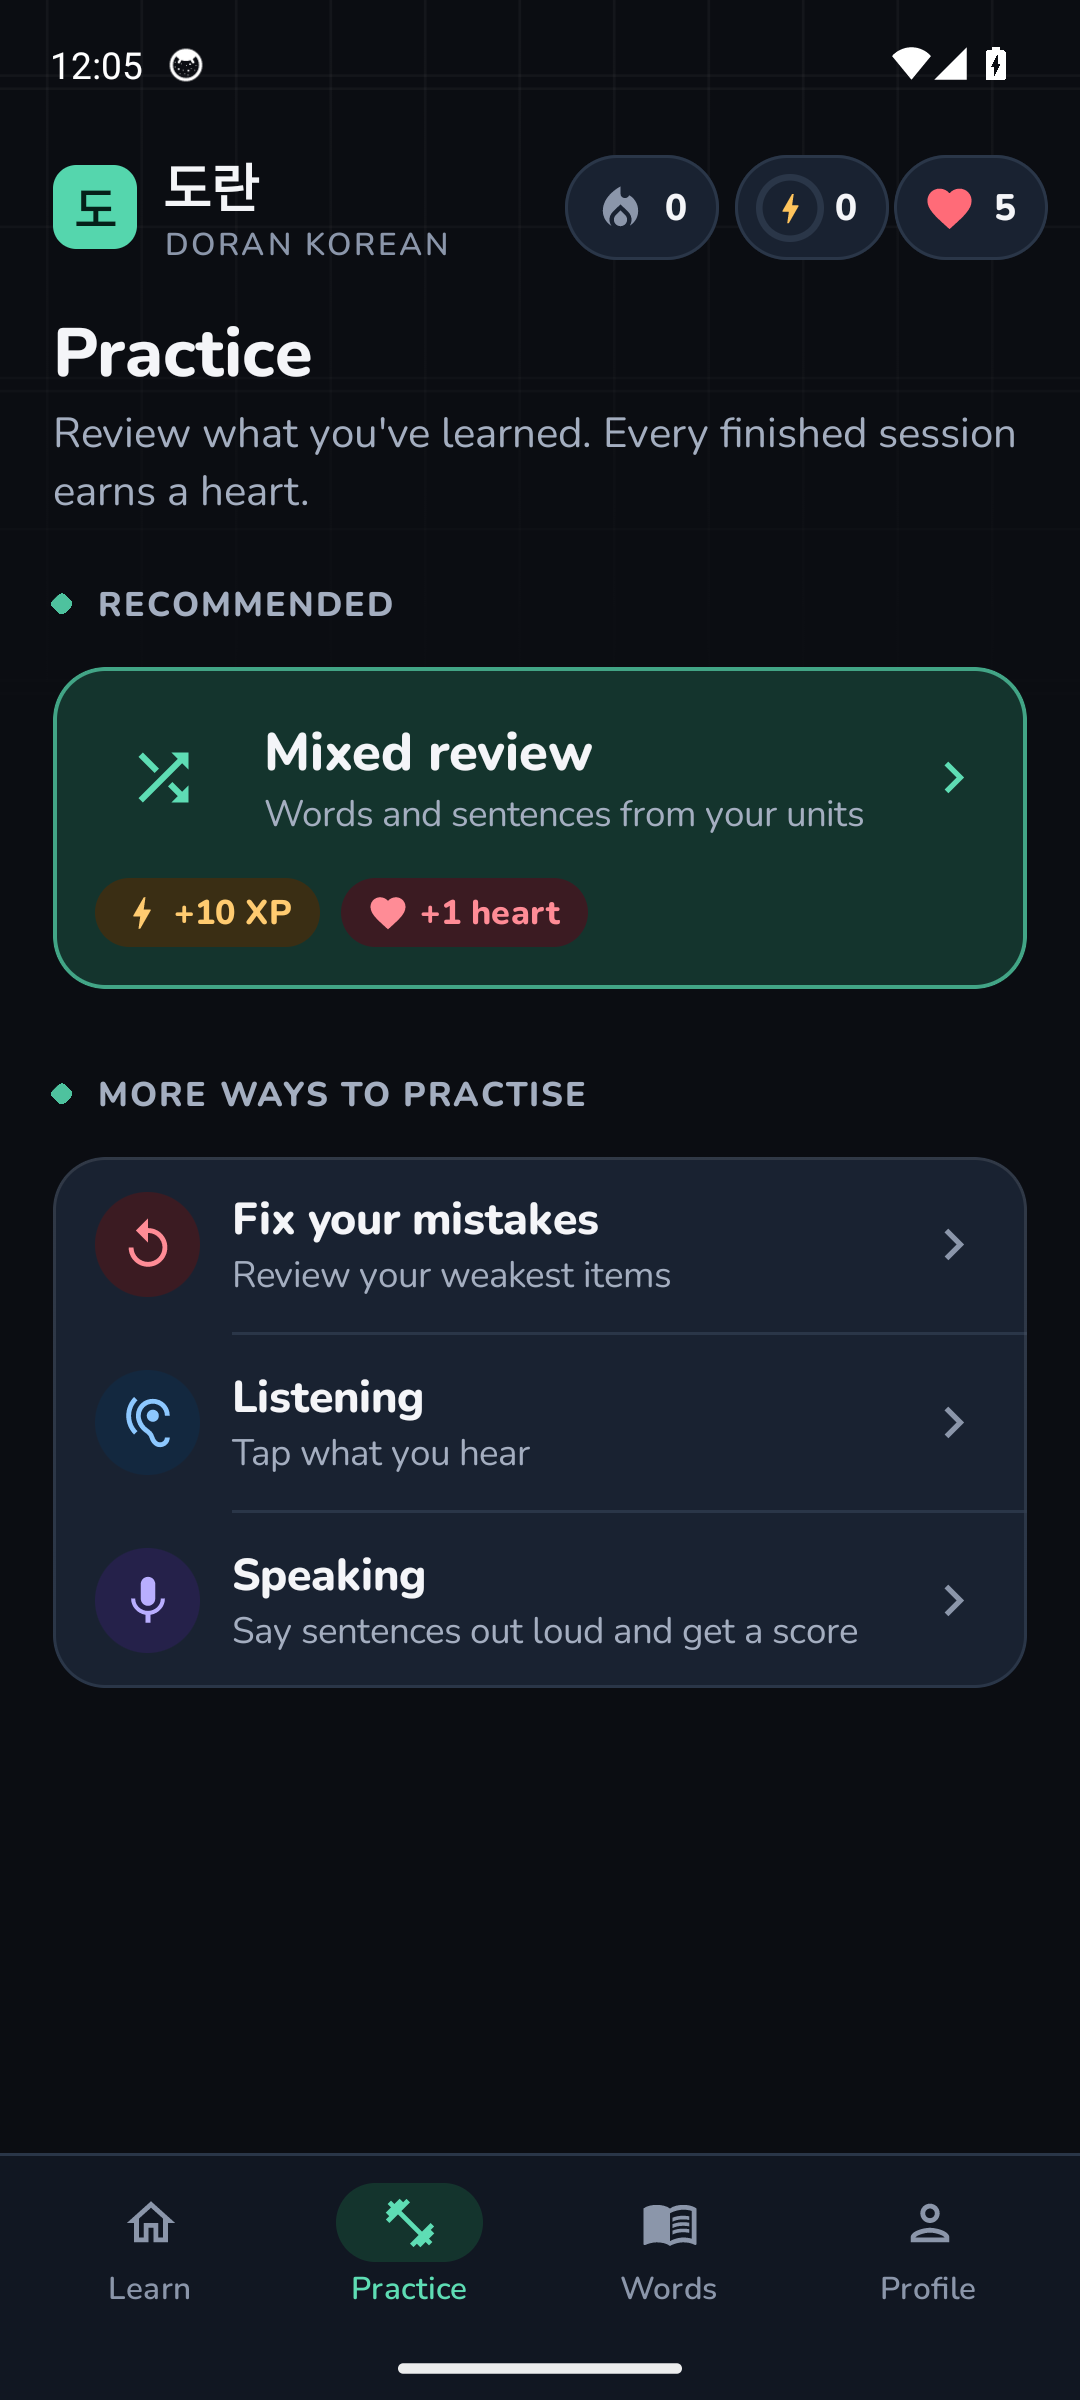 12:05
도
도란
DORAN KOREAN
0
0
5
Practice
Review what you've learned. Every finished session
earns a heart.
RECOMMENDED
Mixed review
Words and sentences from your units
+10 XP
+1 heart
MORE WAYS TO PRACTISE
Fix your mistakes
Review your weakest items
Listening
Tap what you hear
Speaking
Say sentences out loud and get a score
Learn
Practice
Words
Profile